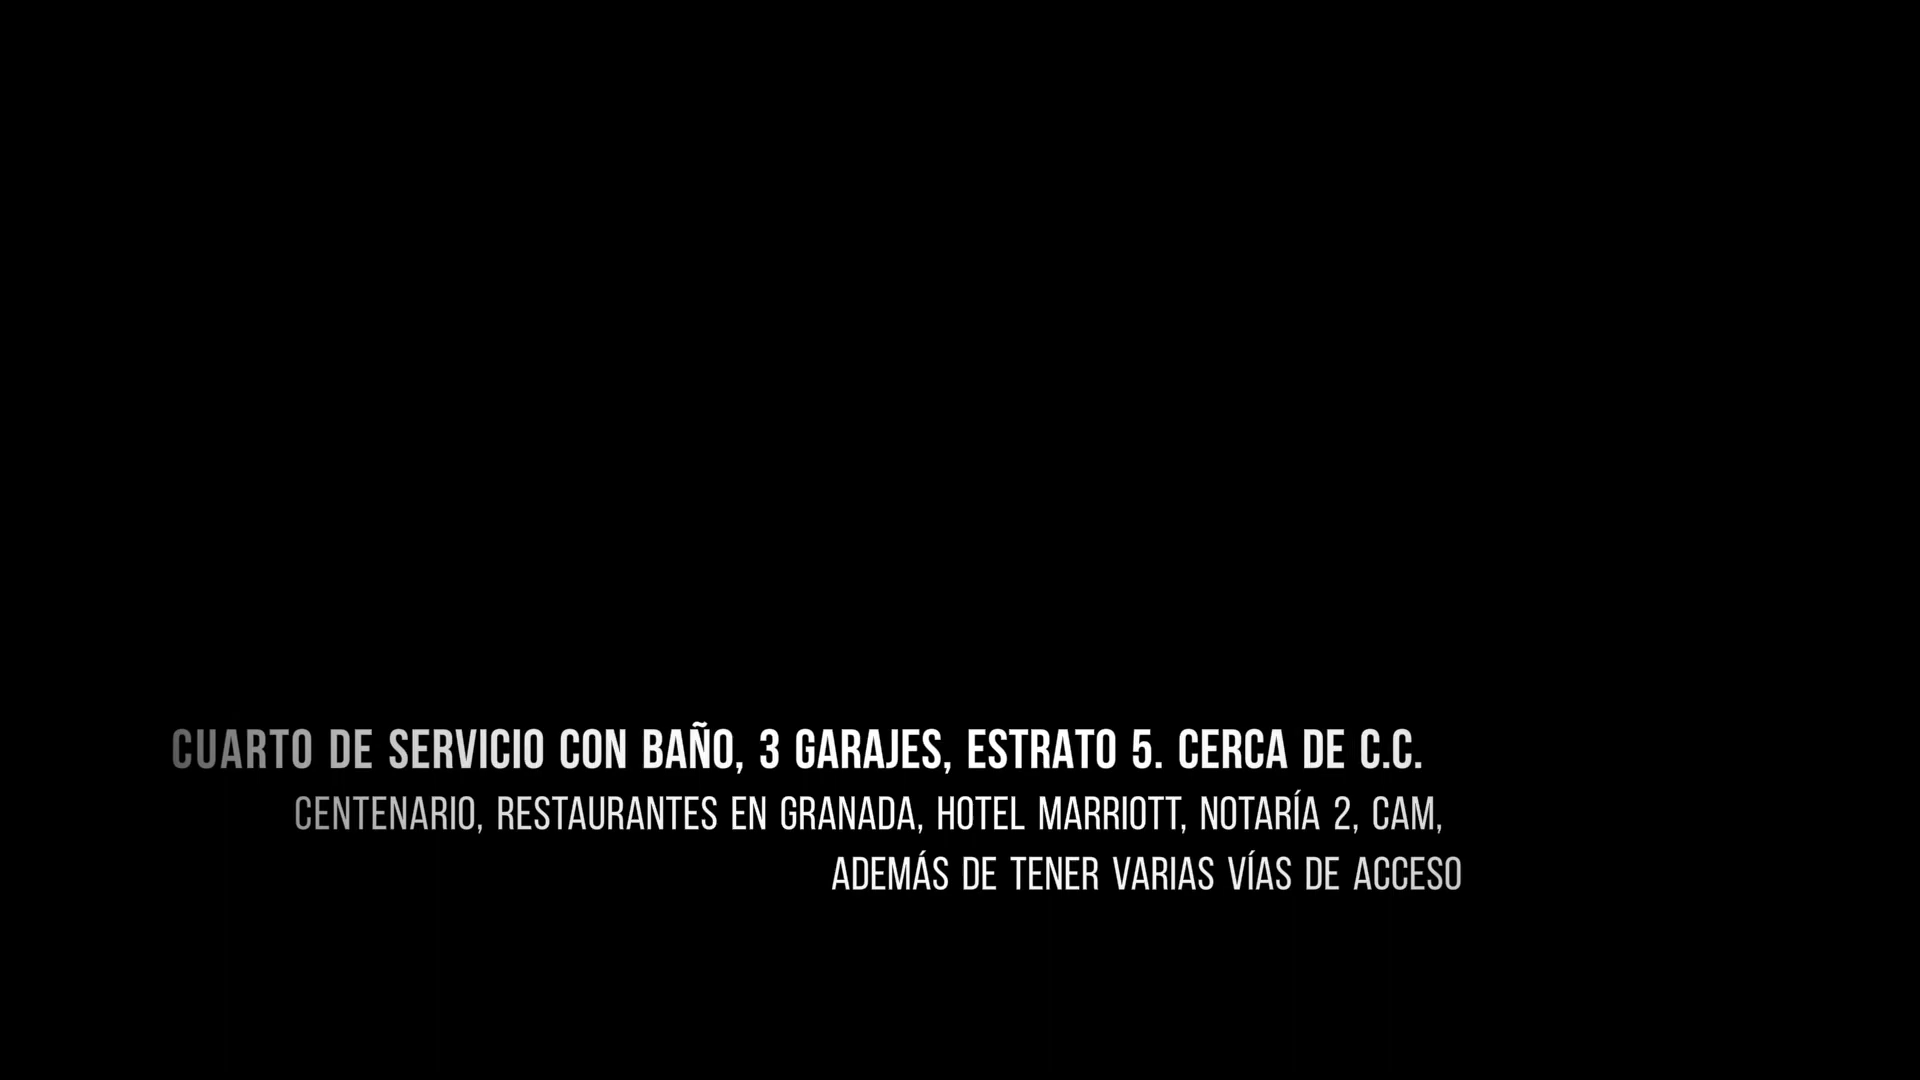 CUARTO DE SERVICIO CON BAÑO, 3 GARAJES, ESTRATO 5. CERCA DE C.C.
CENTENARIO, RESTAURANTES EN GRANADA, HOTEL MARRIOTT, NOTARÍA 2, CAM,
ADEMÁS DE TENER VARIAS VÍAS DE ACCESO